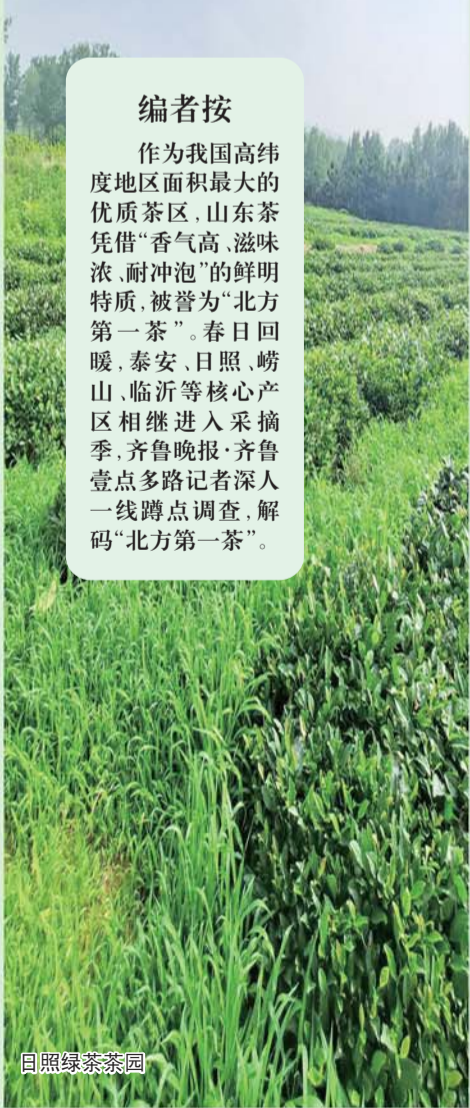 编者按
作为我国高纬
度地区面积最大的
优质茶区，山东茶
凭借“香气高、滋味
浓、耐冲泡”的鲜明
特质，被誉为“北方
第一茶”。春日回
暖，泰安、日照、崂
山、临沂等核心产
区相继进入采摘
季，齐鲁晚报·齐鲁
壹点多路记者深入
一线蹲点调查，解
码“北方第一茶”。
日照绿茶茶园